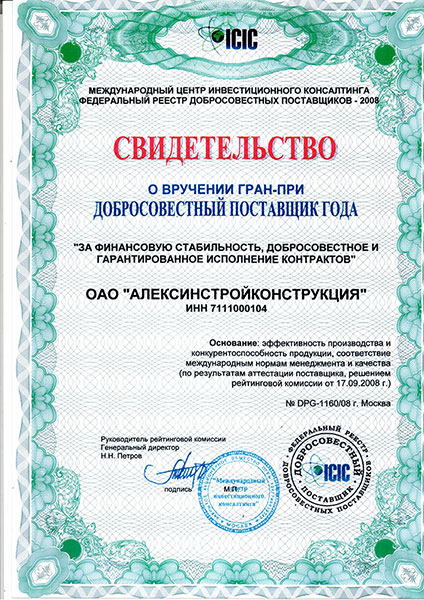 ICIC
МЕЖДУНАРОДНЫЙ ЦЕНТР ИНВЕСТИЦИОННОГО КОНСАЛТИНГА
ФЕДЕРАЛЬНЫЙ РЕЕСТР ДОБРОСОВЕСТНЫХ ПОСТАВЩИКОВ - 2008
СВИДЕТЕЛЬСТВО
О ВРУЧЕНИИ ГРАН-ПРИ
ДОБРОСОВЕСТНЫЙ ПОСТАВЩИК ГОДА
"ЗА ФИНАНСОВУЮ СТАБИЛЬНОСТЬ, ДОБРОСОВЕСТНОЕ И
ГАРАНТИРОВАННОЕ ИСПОЛНЕНИЕ КОНТРАКТОВ"
ОАО "АЛЕКСИНСТРОЙКОНСТРУКЦИЯ"
ИНН 7111000104
Основание: эффективность производства и
конкурентоспособность продукции, соответствие
международным нормам менеджмента и качества
(по результатам аттестации поставщика, решением
рейтинговой комиссии от 17.09.2008 г.)
№ DPG-1160/08 г. Москва
Руководитель рейтинговой комиссии
Генеральный директор
Н.Н. Петров
подпись
М.П.
"Международный
центр
инвестиционного
консалтинга"
МОСКВА
ФЕДЕРАЛЬНЫЙ РЕЕСТР
ДОБРОСОВЕСТНЫХ ПОСТАВЩИКОВ
ДОБРОСОВЕСТНЫЙ
ICIC
ПОСТАВЩИК